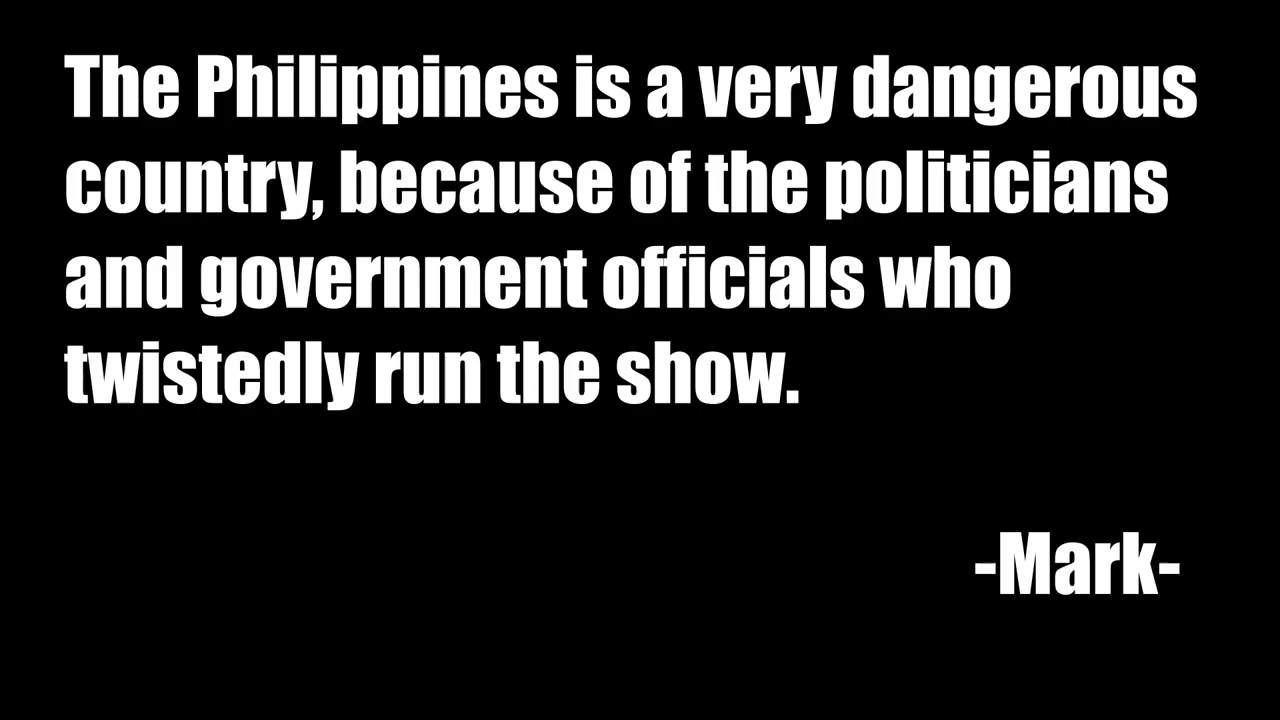 The Philippines is a very dangerous
country, because of the politicians
and government officials who
twistedly run the show.
-Mark-